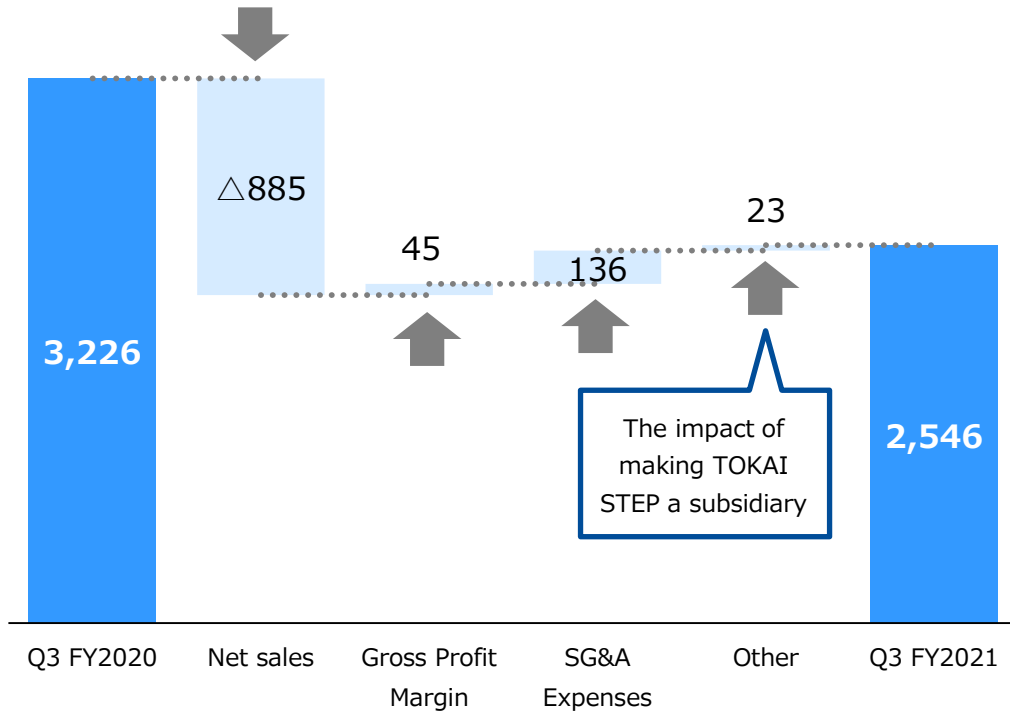 △885
45
136
23
3,226
2,546
The impact of
making TOKAI
STEP a subsidiary
Q3 FY2020
Net sales
Gross Profit
Margin
SG&A
Expenses
Other
Q3 FY2021